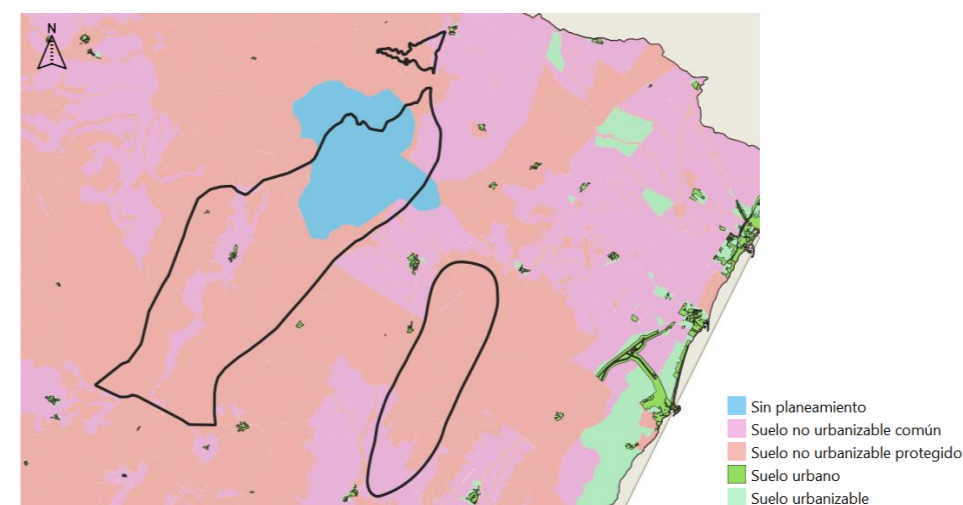 N
Sin planeamiento
Suelo no urbanizable común
Suelo no urbanizable protegido
Suelo urbano
Suelo urbanizable